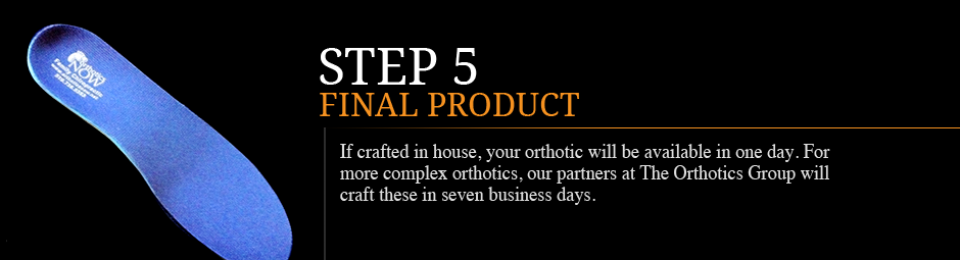 NOW
STEP 5
FINAL PRODUCT
If crafted in house, your orthotic will be available in one day. For
more complex orthotics, our partners at The Orthotics Group will
craft these in seven business days.